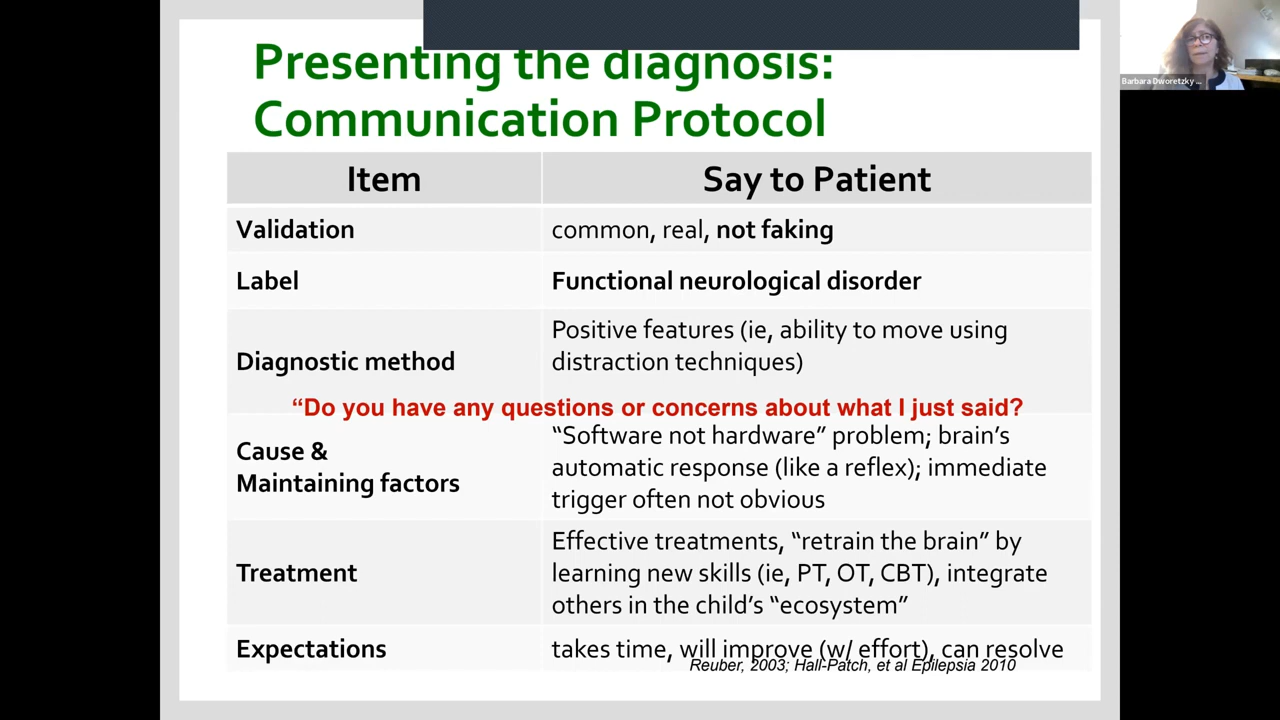 Presenting the diagnosis:
Communication Protocol
Item
Say to Patient
Validation
common, real, not faking
Label
Functional neurological disorder
Diagnostic method
Positive features (ie, ability to move using
distraction techniques)
“Do you have any questions or concerns about what I just said?
Cause &
Maintaining factors
“Software not hardware” problem; brain’s
automatic response (like a reflex); immediate
trigger often not obvious
Treatment
Effective treatments, “retrain the brain” by
learning new skills (ie, PT, OT, CBT), integrate
others in the child’s “ecosystem”
Expectations
takes time, will improve (w/ effort), can resolve
Reuber, 2003; Hall-Patch, et al Epilepsia 2010
Barbara Dworetzky ...